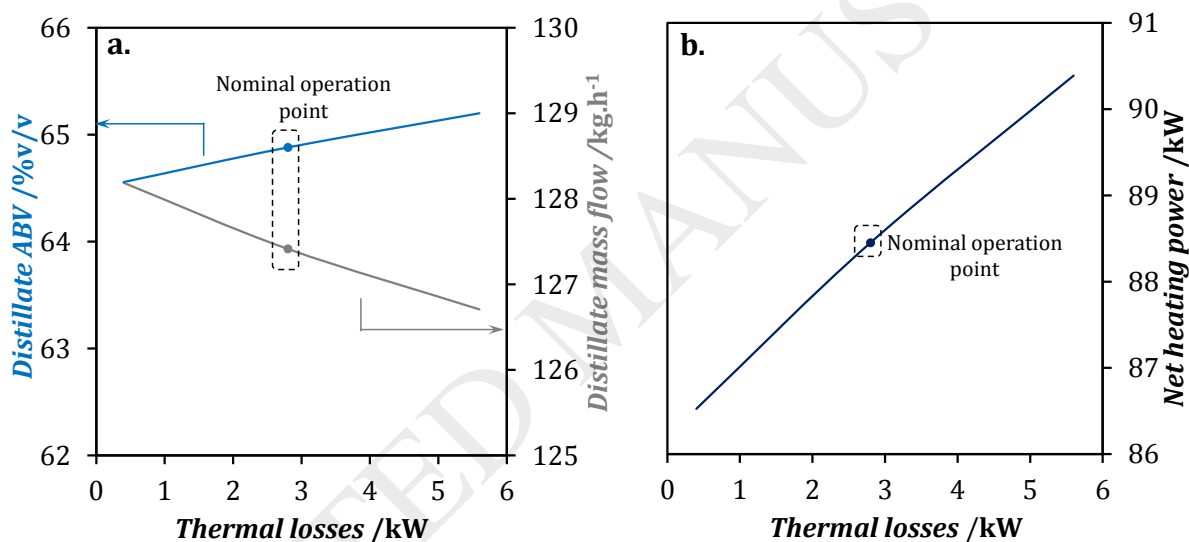 a.
Nominal operation
point
Distillate ABV /%v/v
66
65
64
63
62
130
129
128
127
126
125
Distillate mass flow /kg.h-1
0 1 2 3 4 5 6
Thermal losses /kW
b.
Nominal operation
point
91
90
89
88
87
86
Net heating power /kW
0 1 2 3 4 5 6
Thermal losses /kW
TED MANUS